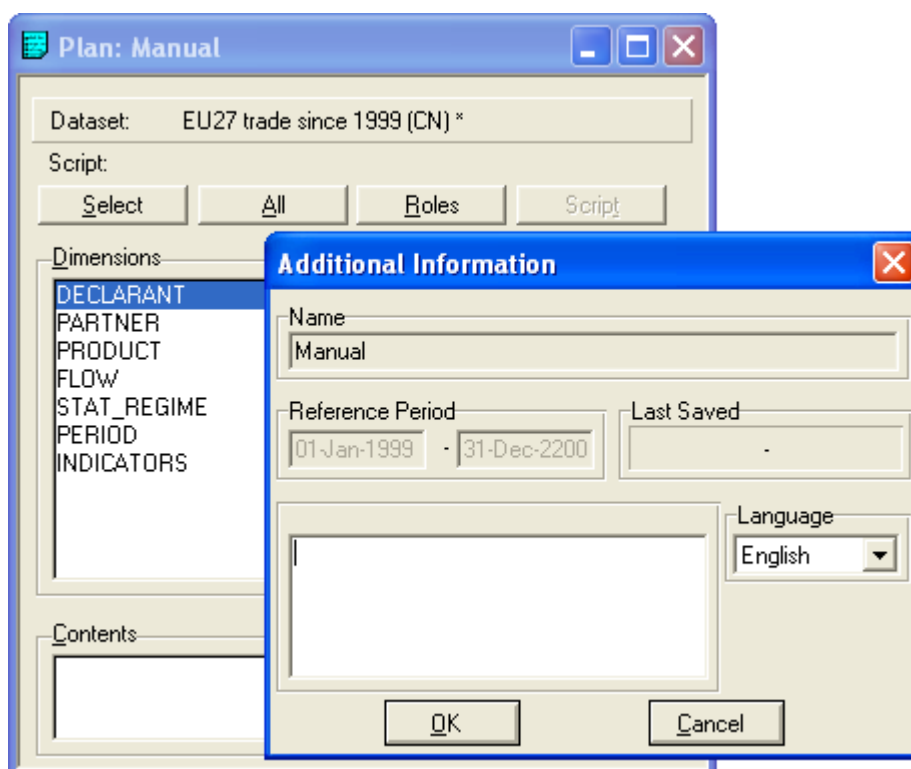 Plan: Manual
Dataset: EU27 trade since 1999 (CN) *
Script:
Select All Roles Script
Dimensions
DECLARANT
PARTNER
PRODUCT
FLOW
STAT_REGIME
PERIOD
INDICATORS
Contents
Additional Information
Name
Manual
Reference Period
01-Jan-1999 - 31-Dec-2200
Last Saved
-
Language
English
OK Cancel